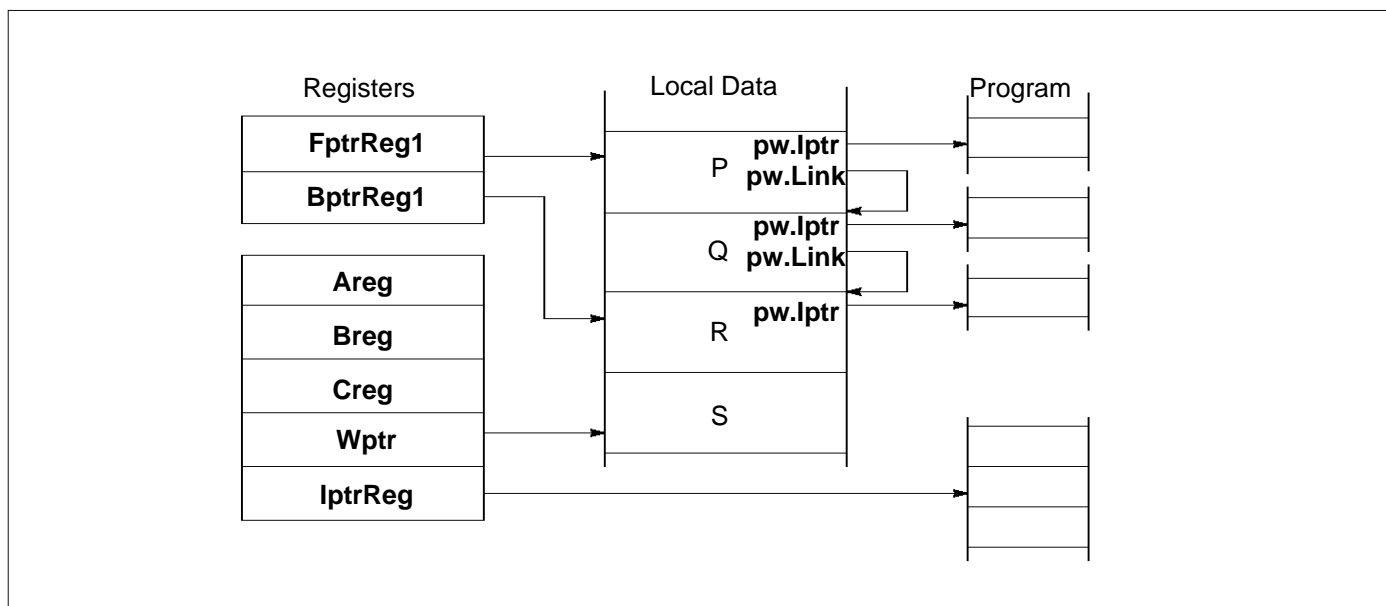 Registers
Local Data
Program
FptrReg1
BptrReg1
Areg
Breg
Creg
Wptr
IptrReg
P
pw.Iptr
pw.Link
Q
pw.Iptr
pw.Link
R
pw.Iptr
S